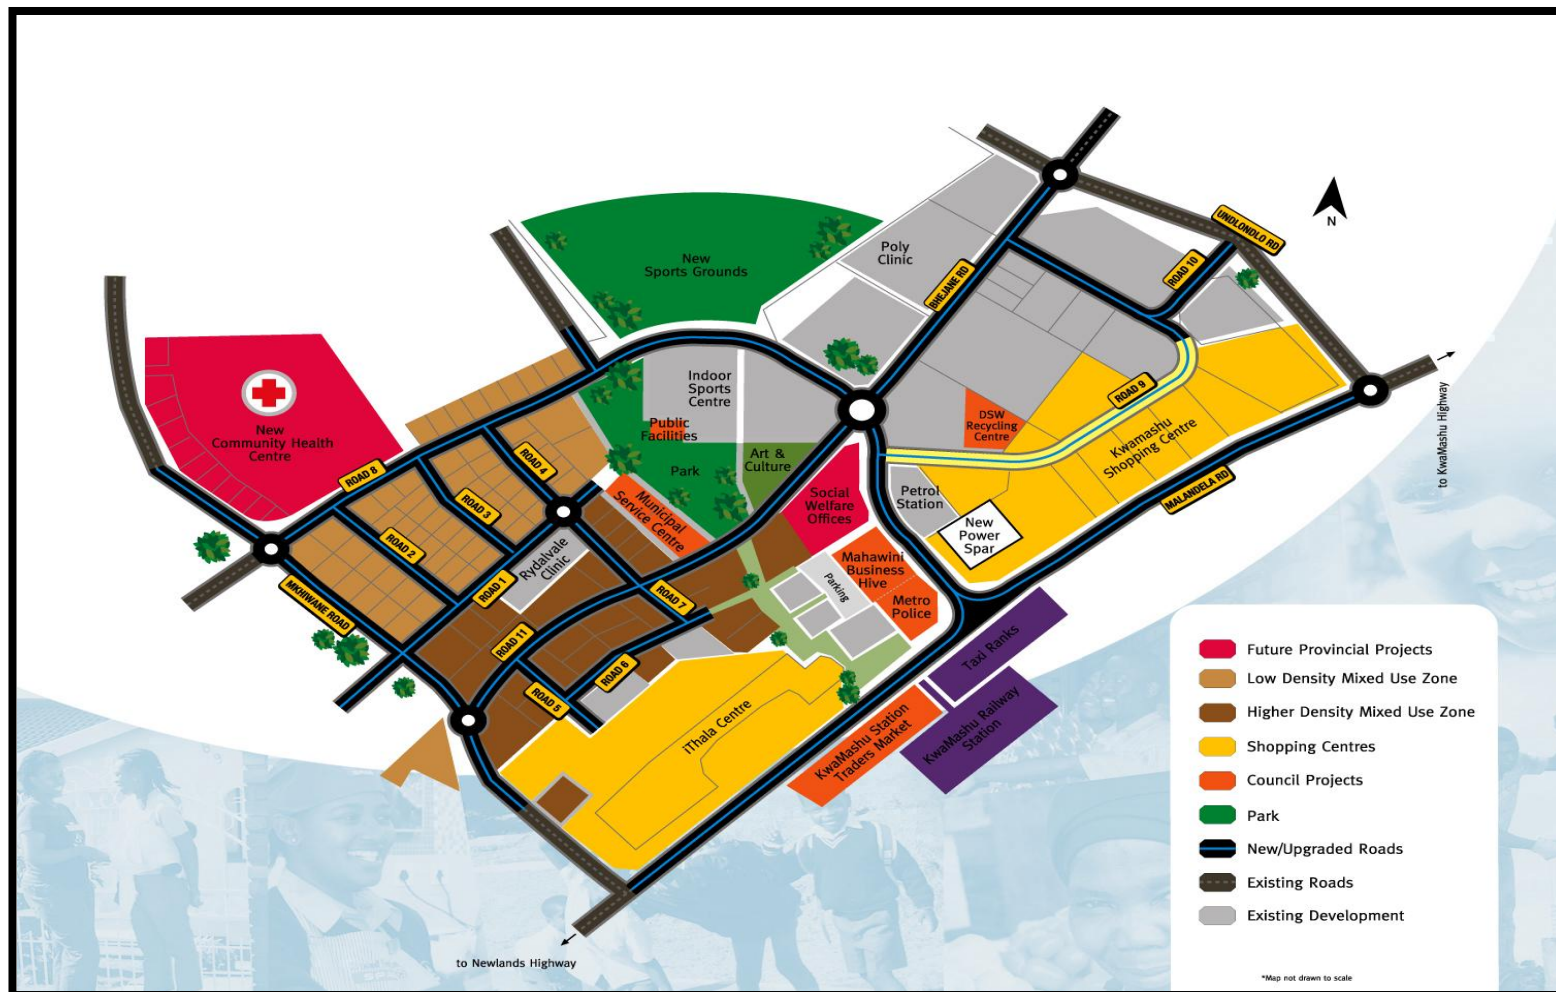 N
UNDLONDLO RD
ROAD 10
BHEJANE RD
Poly
Clinic
New
Sports Grounds
to KwaMashu Highway
Indoor
Sports
Centre
ROAD 9
DSW
Recycling
Centre
Kwamashu
Shopping Centre
MALANDELA RD
New
Community Health
Centre
Public
Facilities
Park
Art &
Culture
ROAD 8
ROAD 4
ROAD 3
ROAD 2
ROAD 1
Municipal
Service Centre
Social
Welfare
Offices
Petrol
Station
New
Power
Spar
Rydalvale
Clinic
Mahawini
Business
Hive
Parking
Metro
Police
MKHIWANE ROAD
ROAD 7
ROAD 11
ROAD 6
ROAD 5
iThala Centre
Taxi Ranks
KwaMashu Railway
Station
KwaMashu Station
Traders Market
to Newlands Highway
Future Provincial Projects
Low Density Mixed Use Zone
Higher Density Mixed Use Zone
Shopping Centres
Council Projects
Park
New/Upgraded Roads
Existing Roads
Existing Development
*Map not drawn to scale